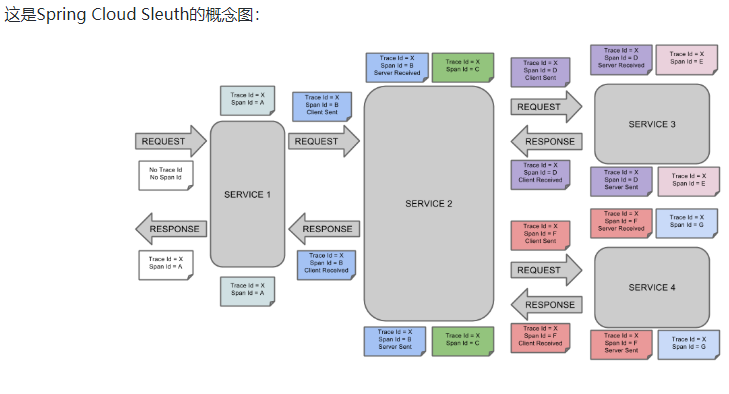 这是Spring Cloud Sleuth的概念图：
Trace Id = X
Span Id = B
Server Received
Trace Id = X
Span Id = C
Trace Id = X
Span Id = D
Client Sent
Trace Id = X
Span Id = D
Server Received
Trace Id = X
Span Id = E
Trace Id = X
Span Id = A
Trace Id = X
Span Id = B
Client Sent
REQUEST
REQUEST
REQUEST
SERVICE 3
RESPONSE
No Trace Id
No Span Id
SERVICE 1
SERVICE 2
Trace Id = X
Span Id = D
Client Received
Trace Id = X
Span Id = D
Server Sent
Trace Id = X
Span Id = E
RESPONSE
RESPONSE
Trace Id = X
Span Id = F
Client Sent
Trace Id = X
Span Id = F
Server Received
Trace Id = X
Span Id = G
Trace Id = X
Span Id = A
Trace Id = X
Span Id = B
Client Received
REQUEST
Trace Id = X
Span Id = A
SERVICE 4
RESPONSE
Trace Id = X
Span Id = B
Server Sent
Trace Id = X
Span Id = C
Trace Id = X
Span Id = F
Client Received
Trace Id = X
Span Id = F
Server Sent
Trace Id = X
Span Id = G